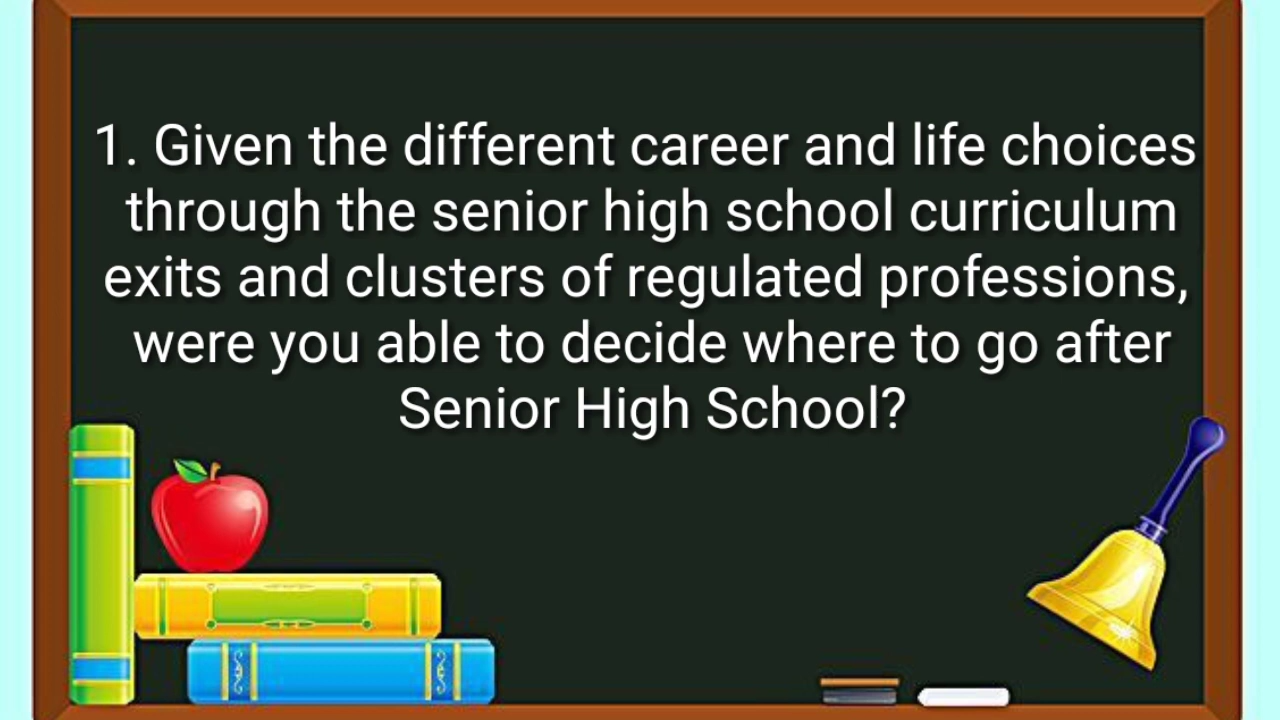 1. Given the different career and life choices
through the senior high school curriculum
exits and clusters of regulated professions,
were you able to decide where to go after
Senior High School?